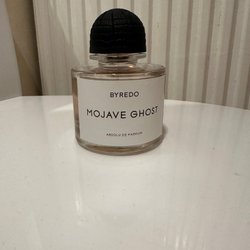 BYREDO
MOJAVE GHOST
ABSOLU DE PARFUM